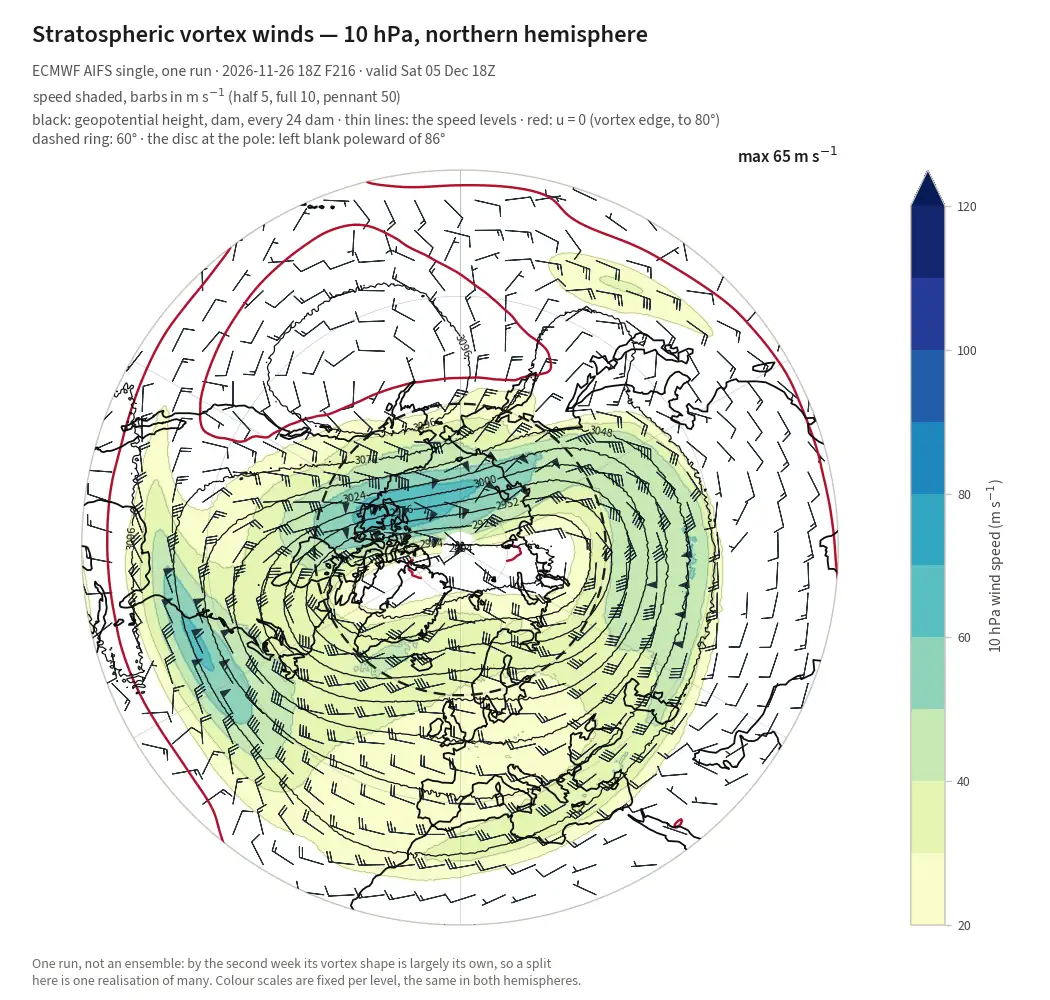 Stratospheric vortex winds — 10 hPa, northern hemisphere
ECMWF AIFS single, one run · 2026-11-26 18Z F216 · valid Sat 05 Dec 18Z
speed shaded, barbs in m s⁻¹ (half 5, full 10, pennant 50)
black: geopotential height, dam, every 24 dam · thin lines: the speed levels · red: u = 0 (vortex edge, to 80°)
dashed ring: 60° · the disc at the pole: left blank poleward of 86°
max 65 m s⁻¹
120
100
80
60
40
20
10 hPa wind speed (m s⁻¹)
3096
3048
3000
3024
2952
One run, not an ensemble: by the second week its vortex shape is largely its own, so a split
here is one realisation of many. Colour scales are fixed per level, the same in both hemispheres.